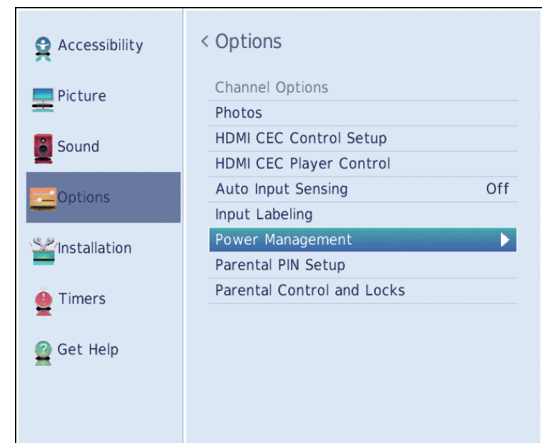 Accessibility
Picture
Sound
Options
Installation
Timers
Get Help
< Options
Channel Options
Photos
HDMI CEC Control Setup
HDMI CEC Player Control
Auto Input Sensing Off
Input Labeling
Power Management
Parental PIN Setup
Parental Control and Locks